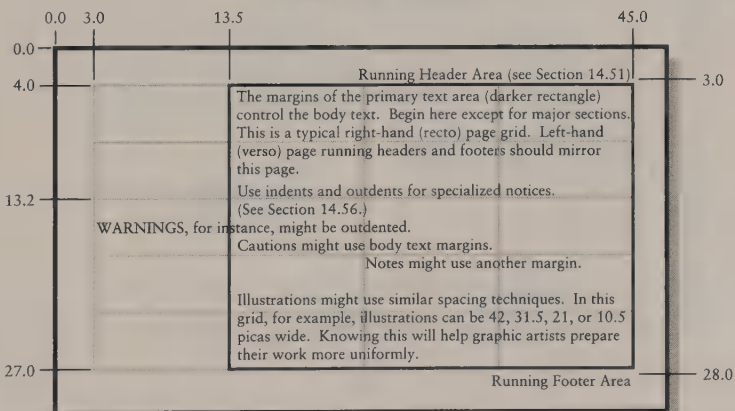 0.0 3.0 13.5 45.0
0.0
Running Header Area (see Section 14.51)
3.0
4.0
The margins of the primary text area (darker rectangle)
control the body text. Begin here except for major sections.
This is a typical right-hand (recto) page grid. Left-hand
(verso) page running headers and footers should mirror
this page.
13.2
Use indents and outdents for specialized notices.
(See Section 14.56.)
WARNINGS, for instance, might be outdented.
Cautions might use body text margins.
Notes might use another margin.
Illustrations might use similar spacing techniques. In this
grid, for example, illustrations can be 42, 31.5, 21, or 10.5
picas wide. Knowing this will help graphic artists prepare
their work more uniformly.
27.0
Running Footer Area
28.0